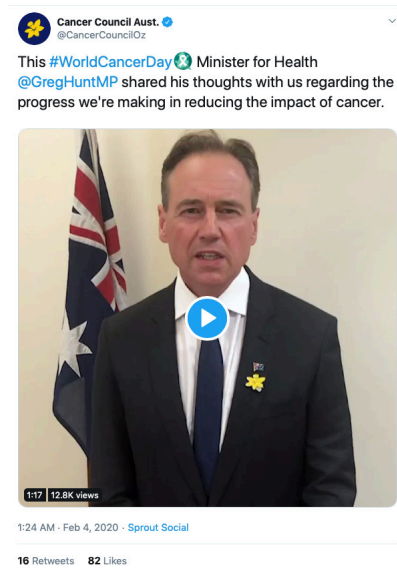 Cancer Council Aust.
@CancerCouncilOz
This #WorldCancerDay Minister for Health
@GregHuntMP shared his thoughts with us regarding the
progress we're making in reducing the impact of cancer.
1:17 12.8K views
1:24 AM · Feb 4, 2020 · Sprout Social
16 Retweets 82 Likes